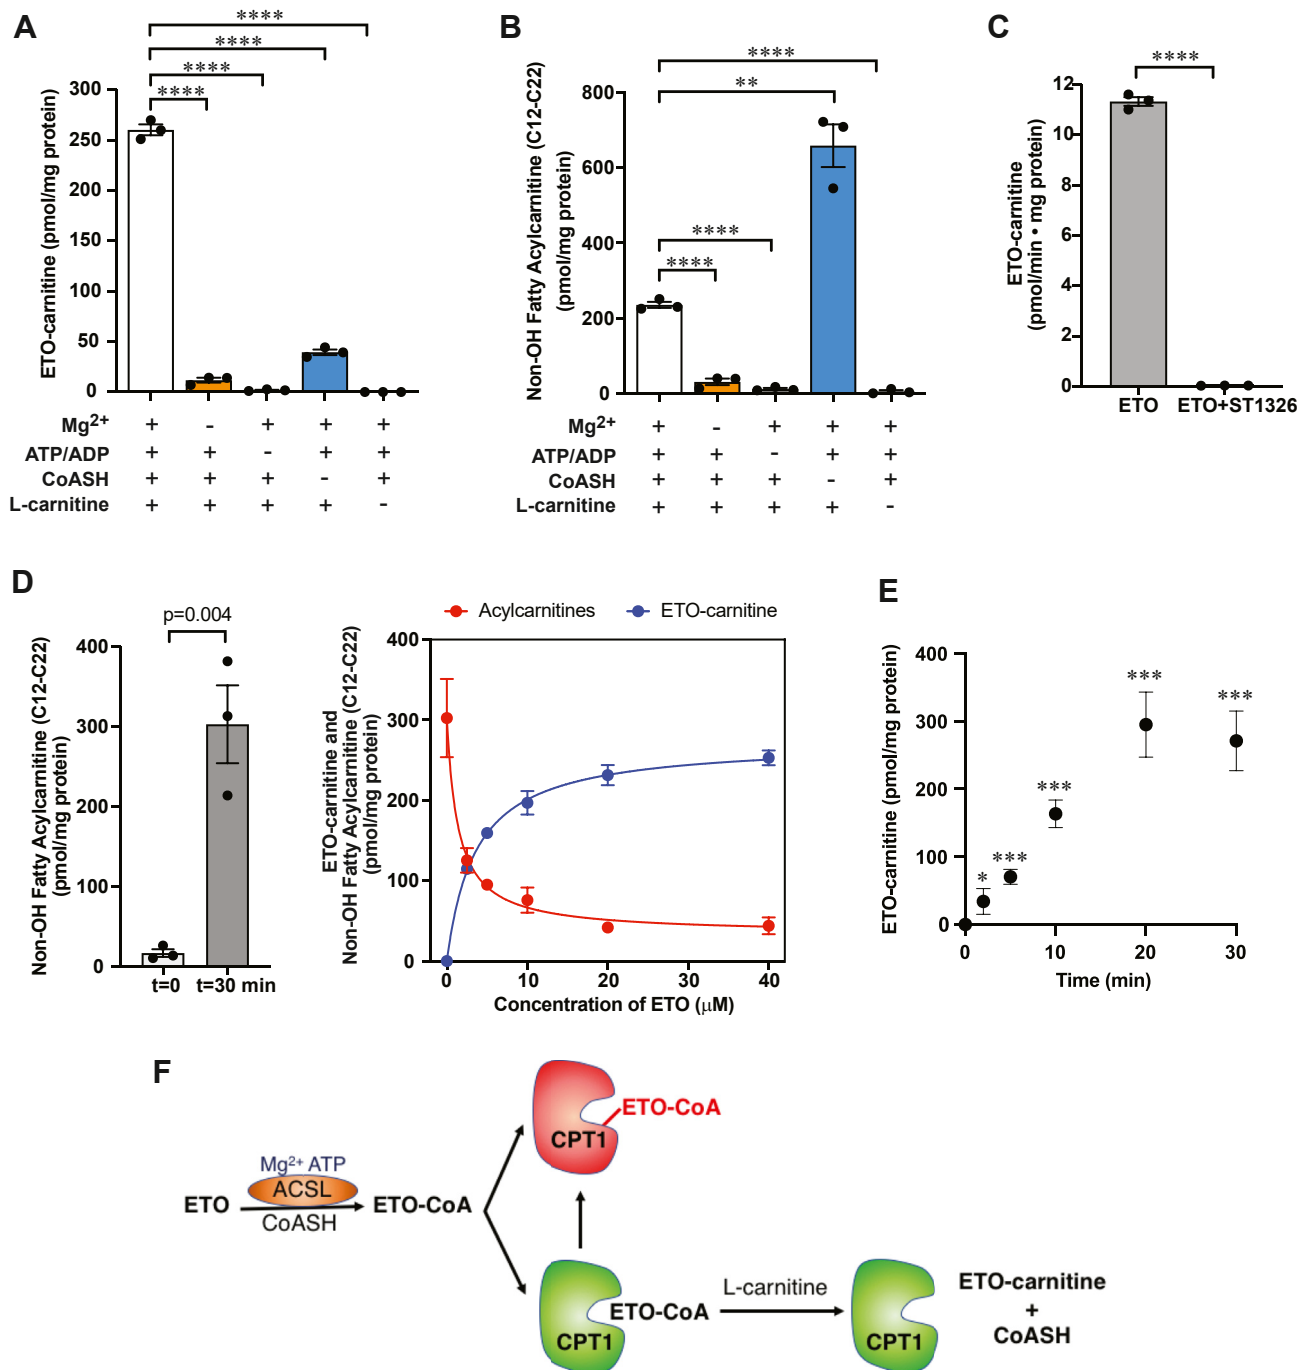 A
ETO-carnitine (pmol/mg protein)
****
****
****
****
300
250
200
150
100
50
0
Mg2+ + - + + +
ATP/ADP + + - + +
CoASH + + + - +
L-carnitine + + + + -
B
Non-OH Fatty Acylcarnitine (C12-C22)
(pmol/mg protein)
****
**
****
****
800
600
400
200
0
Mg2+ + - + + +
ATP/ADP + + - + +
CoASH + + + - +
L-carnitine + + + + -
C
ETO-carnitine
(pmol/min • mg protein)
****
12
10
8
6
4
2
0
ETO ETO+ST1326
D
Non-OH Fatty Acylcarnitine (C12-C22)
(pmol/mg protein)
p=0.004
400
300
200
100
0
t=0 t=30 min
Acylcarnitines ETO-carnitine
ETO-carnitine and
Non-OH Fatty Acylcarnitine (C12-C22)
(pmol/mg protein)
400
300
200
100
0
0 10 20 30 40
Concentration of ETO (μM)
E
ETO-carnitine (pmol/mg protein)
400
300
200
100
0
*
***
***
***
***
0 10 20 30
Time (min)
F
ETO
Mg2+ ATP
ACSL
CoASH
ETO-CoA
CPT1
ETO-CoA
CPT1
ETO-CoA
L-carnitine
CPT1
ETO-carnitine
+
CoASH